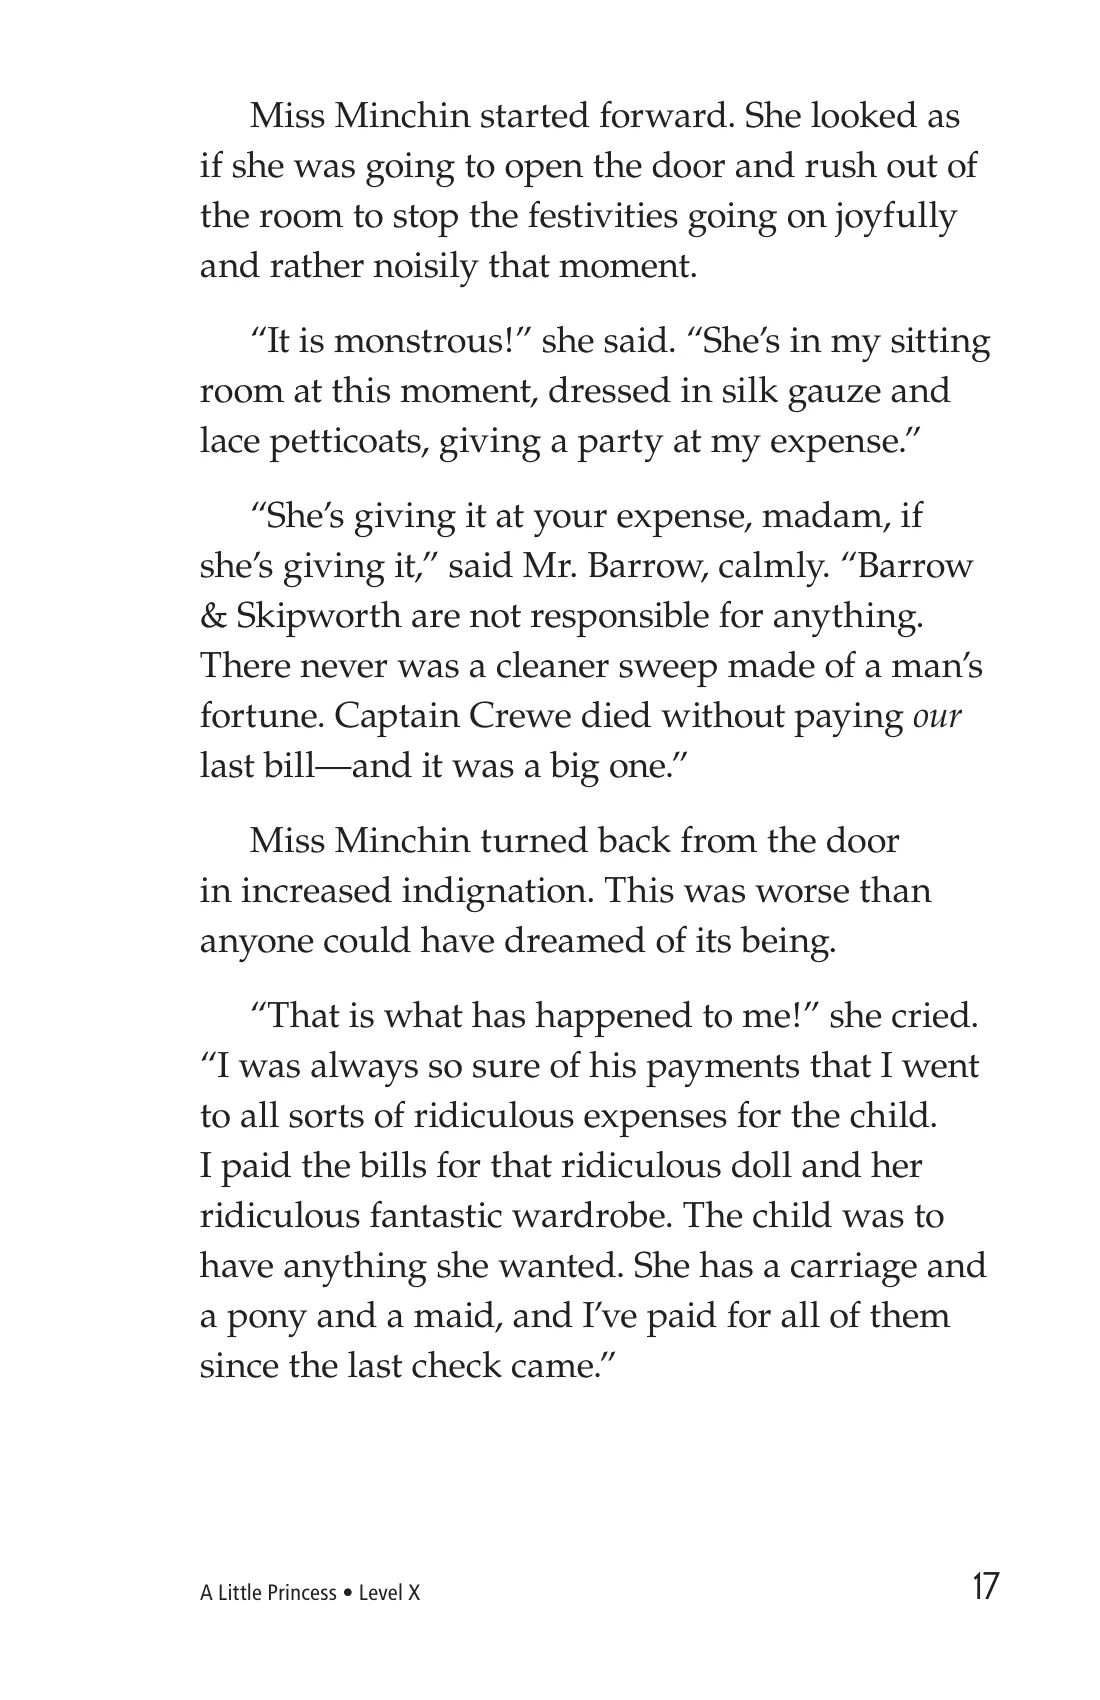 Miss Minchin started forward. She looked as
if she was going to open the door and rush out of
the room to stop the festivities going on joyfully
and rather noisily that moment.
“It is monstrous!” she said. “She’s in my sitting
room at this moment, dressed in silk gauze and
lace petticoats, giving a party at my expense.”
“She’s giving it at your expense, madam, if
she’s giving it,” said Mr. Barrow, calmly. “Barrow
& Skipworth are not responsible for anything.
There never was a cleaner sweep made of a man’s
fortune. Captain Crewe died without paying our
last bill—and it was a big one.”
Miss Minchin turned back from the door
in increased indignation. This was worse than
anyone could have dreamed of its being.
“That is what has happened to me!” she cried.
“I was always so sure of his payments that I went
to all sorts of ridiculous expenses for the child.
I paid the bills for that ridiculous doll and her
ridiculous fantastic wardrobe. The child was to
have anything she wanted. She has a carriage and
a pony and a maid, and I’ve paid for all of them
since the last check came.”
A Little Princess • Level X
17